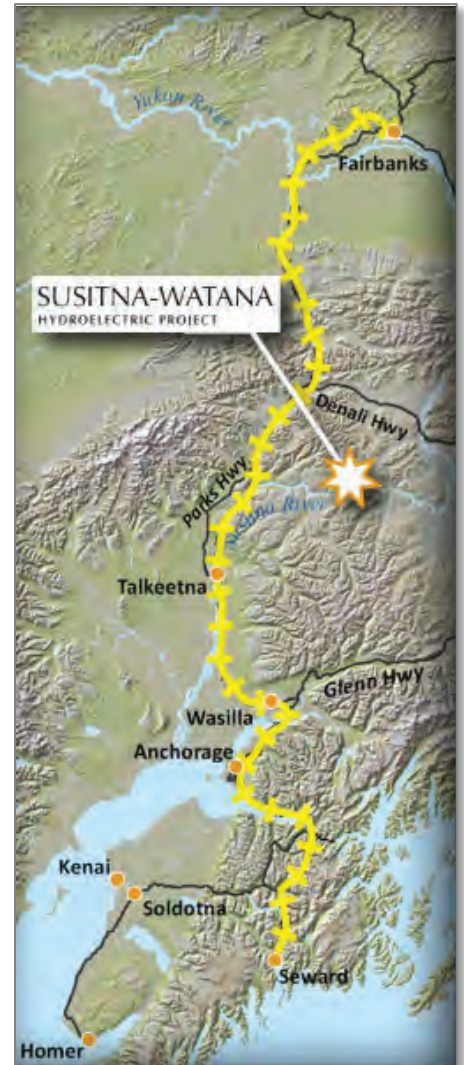 Yukon River
Fairbanks
SUSITNA-WATANA
HYDROELECTRIC PROJECT
Denali Hwy
Parks Hwy
Susitna River
Talkeetna
Glenn Hwy
Wasilla
Anchorage
Kenai
Soldotna
Seward
Homer